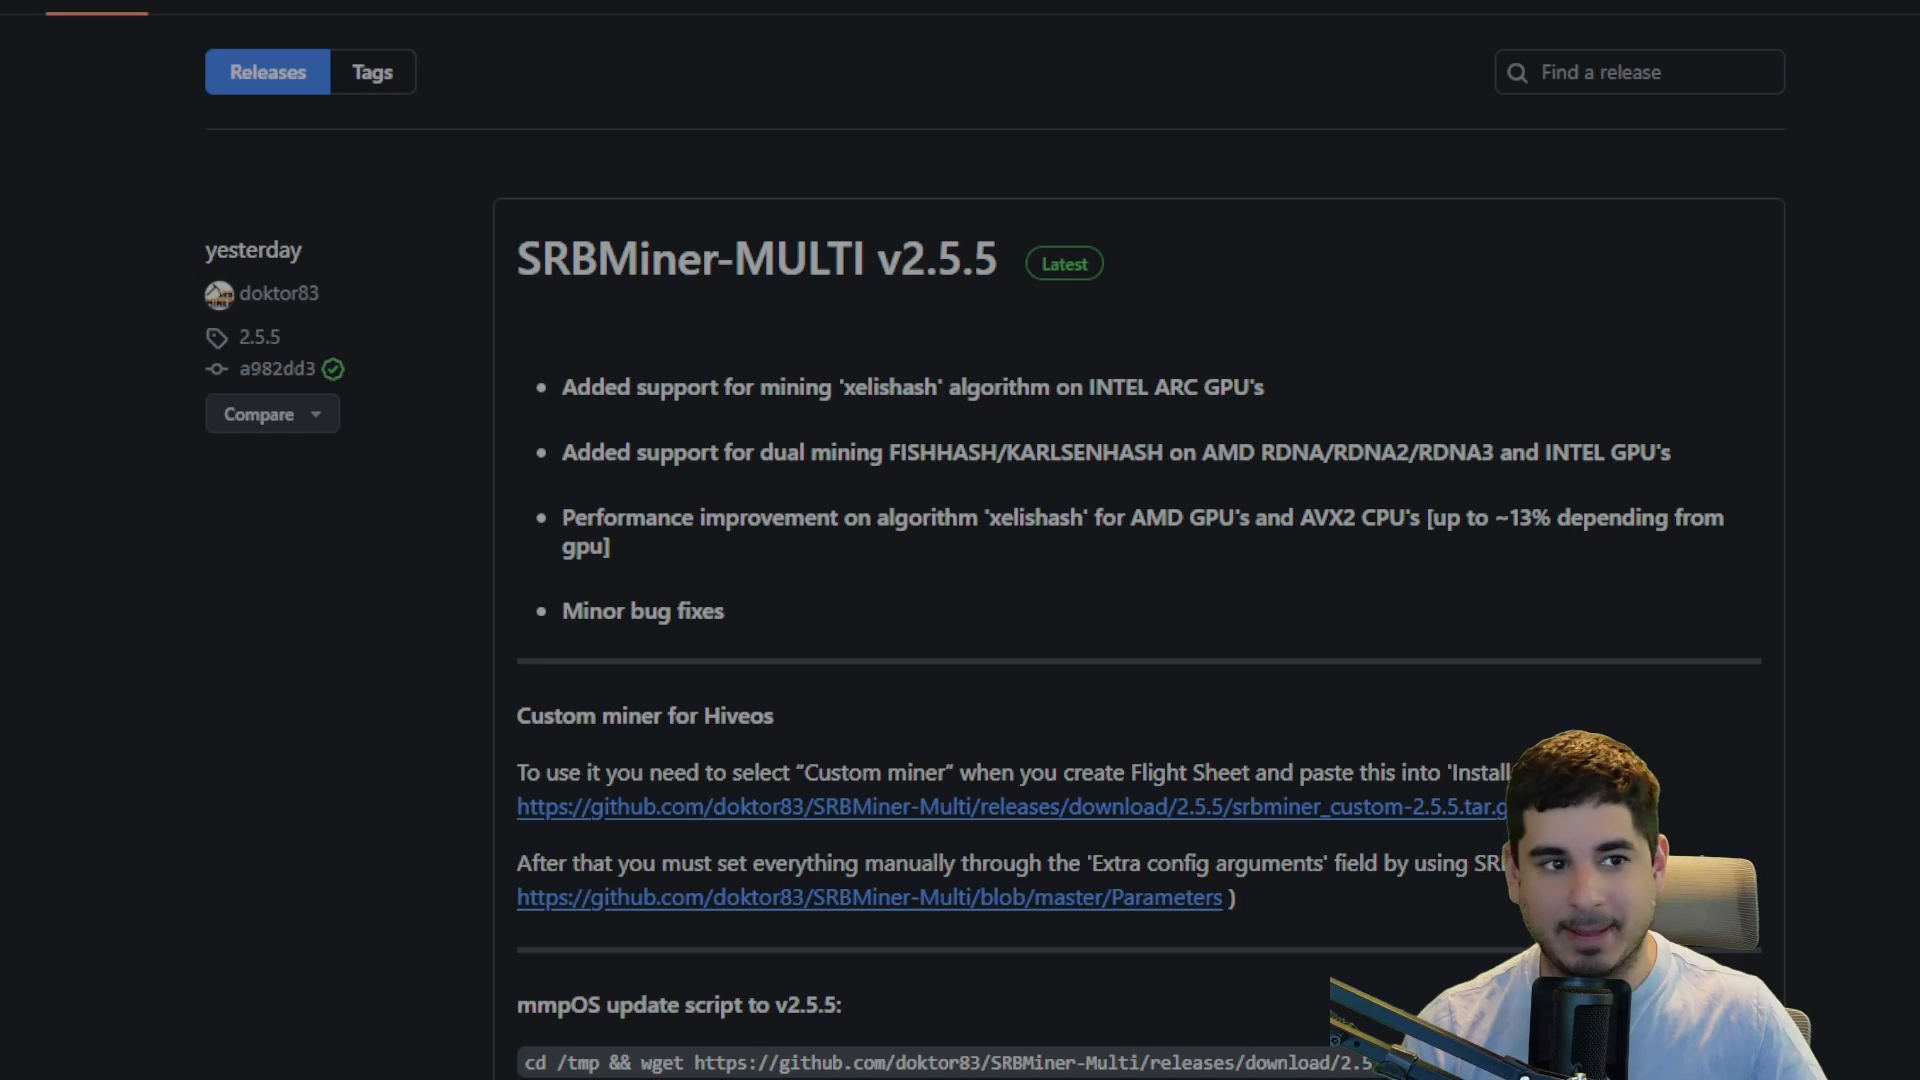 Releases
Tags
Find a release
yesterday
doktor83
2.5.5
a982dd3
Compare
SRBMiner-MULTI v2.5.5
Latest
Added support for mining 'xelishash' algorithm on INTEL ARC GPU's
Added support for dual mining FISHHASH/KARLSENHASH on AMD RDNA/RDNA2/RDNA3 and INTEL GPU's
Performance improvement on algorithm 'xelishash' for AMD GPU's and AVX2 CPU's [up to ~13% depending from
gpu]
Minor bug fixes
Custom miner for Hiveos
To use it you need to select “Custom miner” when you create Flight Sheet and paste this into 'Install
https://github.com/doktor83/SRBMiner-Multi/releases/download/2.5.5/srbminer_custom-2.5.5.tar.g
After that you must set everything manually through the 'Extra config arguments' field by using
https://github.com/doktor83/SRBMiner-Multi/blob/master/Parameters )
mmpOS update script to v2.5.5:
cd /tmp && wget https://github.com/doktor83/SRBMiner-Multi/releases/download/2.5